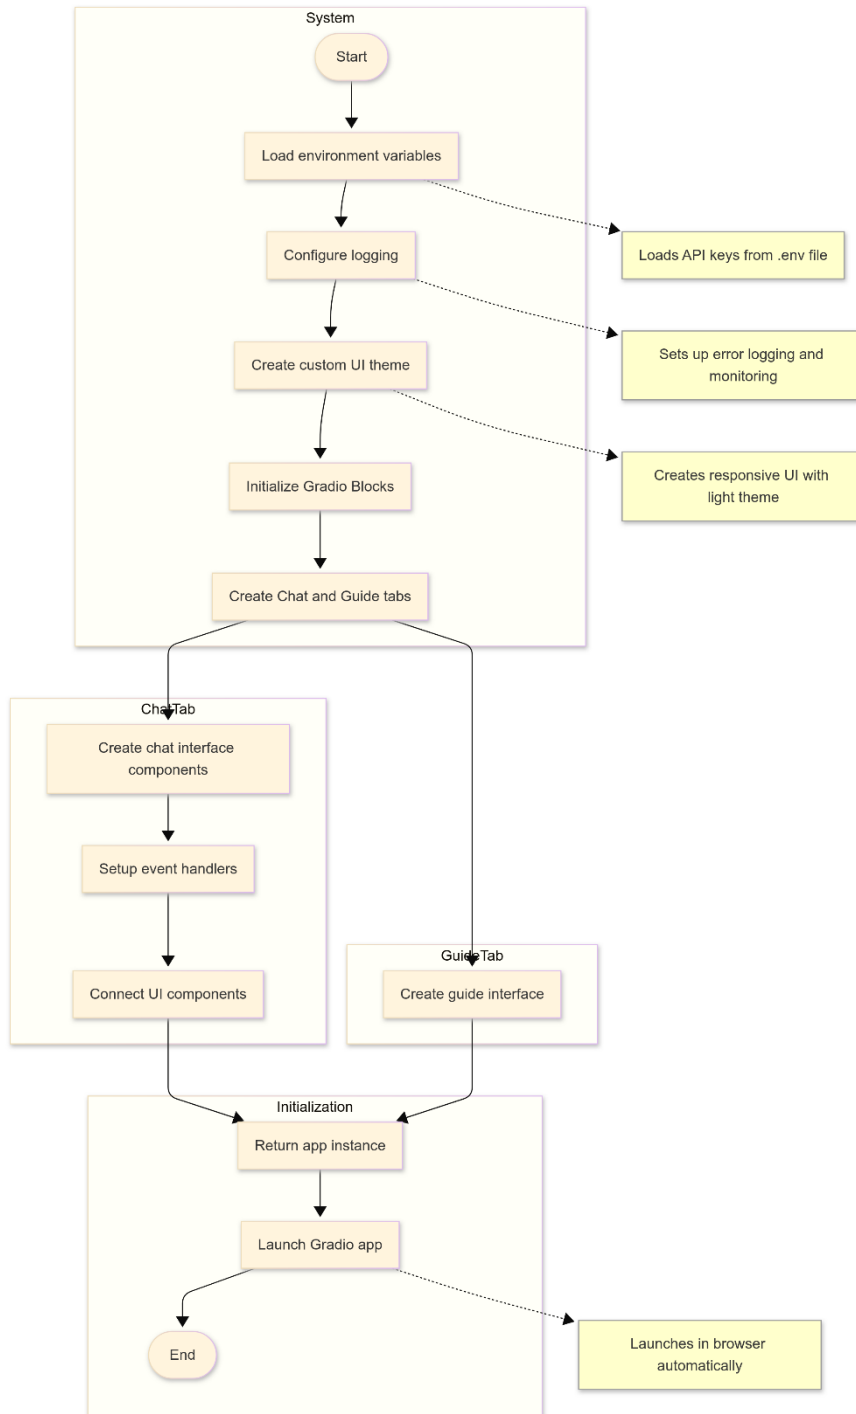 System
Start
Load environment variables
Loads API keys from .env file
Configure logging
Sets up error logging and
monitoring
Create custom UI theme
Creates responsive UI with
light theme
Initialize Gradio Blocks
Create Chat and Guide tabs
ChatTab
Create chat interface
components
Setup event handlers
Connect UI components
GuideTab
Create guide interface
Initialization
Return app instance
Launch Gradio app
Launches in browser
automatically
End